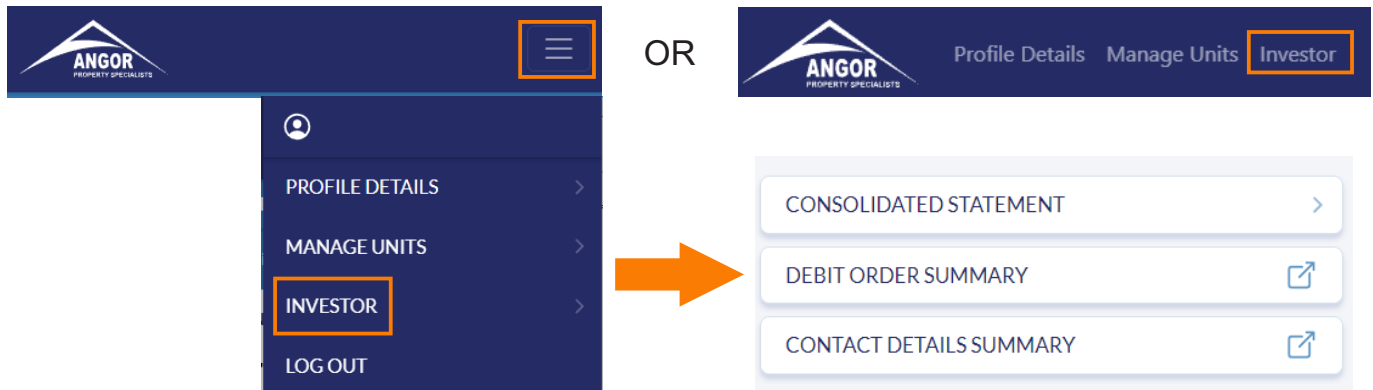 ANGOR
PROPERTY SPECIALISTS
PROFILE DETAILS
MANAGE UNITS
INVESTOR
LOG OUT
OR
ANGOR
PROPERTY SPECIALISTS
Profile Details Manage Units Investor
CONSOLIDATED STATEMENT
DEBIT ORDER SUMMARY
CONTACT DETAILS SUMMARY